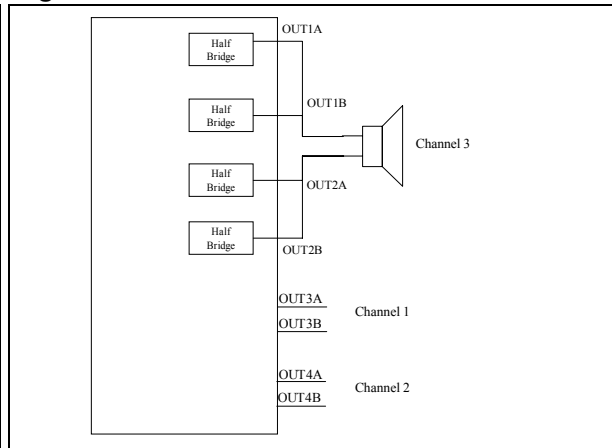 OUT1A
Half
Bridge
OUT1B
Half
Bridge
Channel 3
Half
Bridge
OUT2A
Half
Bridge
OUT2B
OUT3A
Channel 1
OUT3B
OUT4A
Channel 2
OUT4B